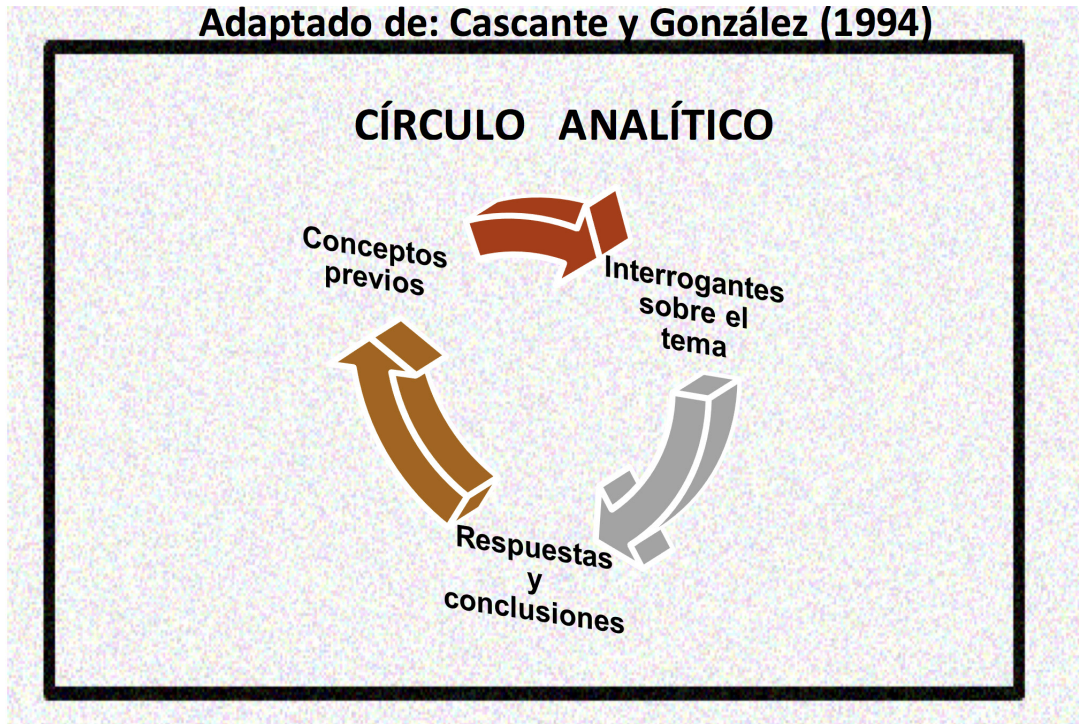 Adaptado de: Cascante y González (1994)
CÍRCULO ANALÍTICO
Conceptos
previos
Interrogantes
sobre el
tema
Respuestas
y
conclusiones